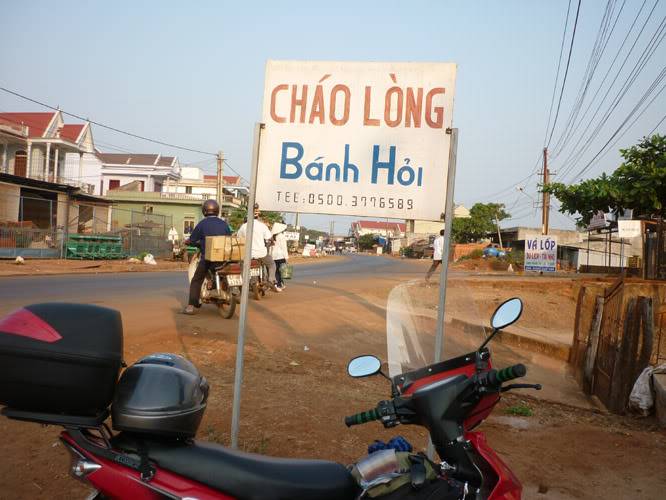 CHÁO LÒNG
Bánh Hỏi
TEL:0500.3776589
VÁ LỐP